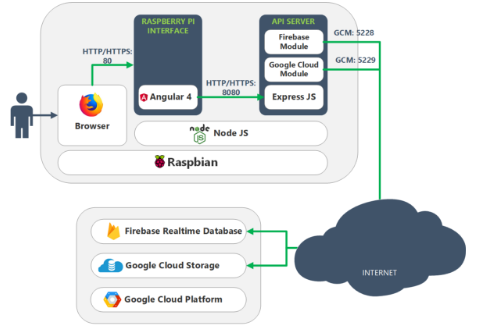 RASPBERRY PI
INTERFACE
API SERVER
Firebase
Module
GCM: 5228
HTTP/HTTPS:
80
Google Cloud
Module
GCM: 5229
Angular 4
HTTP/HTTPS:
8080
Express JS
Browser
node
JS
Node JS
Raspbian
Firebase Realtime Database
Google Cloud Storage
INTERNET
Google Cloud Platform